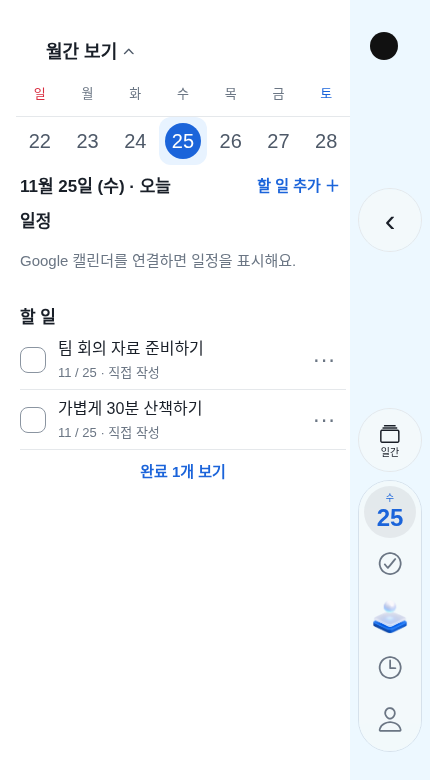 월간 보기
일 월 화 수 목 금 토
22 23 24 25 26 27 28
11월 25일 (수) · 오늘
할 일 추가
일정
Google 캘린더를 연결하면 일정을 표시해요.
할 일
팀 회의 자료 준비하기
11 / 25 · 직접 작성
가볍게 30분 산책하기
11 / 25 · 직접 작성
완료 1개 보기
일간
수
25